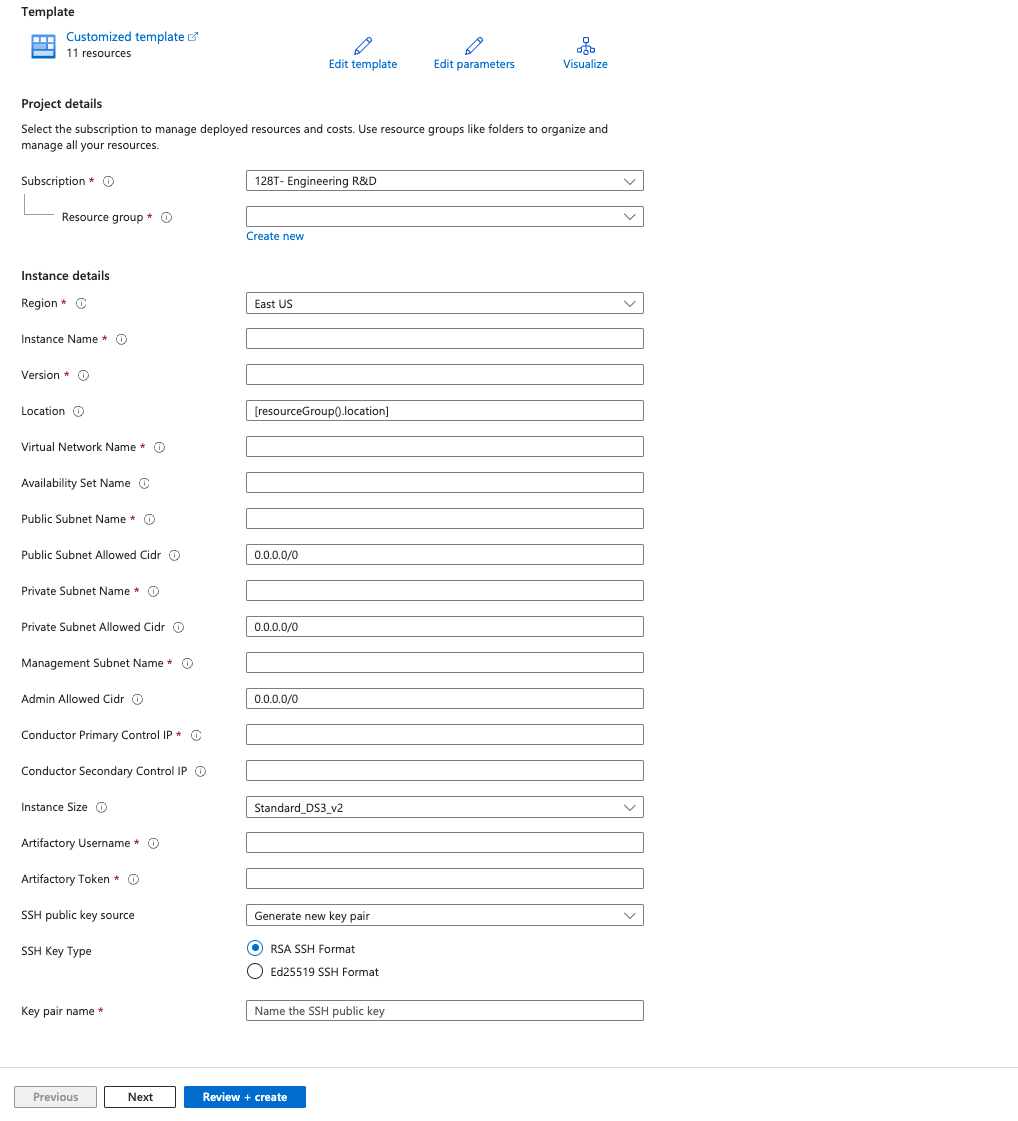 Template
Customized template
11 resources
Edit template
Edit parameters
Visualize
Project details
Select the subscription to manage deployed resources and costs. Use resource groups like folders to organize and
manage all your resources.
Subscription *
128T- Engineering R&D
Resource group *
Create new
Instance details
Region *
East US
Instance Name *
Version *
Location
[resourceGroup().location]
Virtual Network Name *
Availability Set Name
Public Subnet Name *
Public Subnet Allowed Cidr
0.0.0.0/0
Private Subnet Name *
Private Subnet Allowed Cidr
0.0.0.0/0
Management Subnet Name *
Admin Allowed Cidr
0.0.0.0/0
Conductor Primary Control IP *
Conductor Secondary Control IP
Instance Size
Standard_DS3_v2
Artifactory Username *
Artifactory Token *
SSH public key source
Generate new key pair
SSH Key Type
RSA SSH Format
Ed25519 SSH Format
Key pair name *
Name the SSH public key
Previous
Next
Review + create